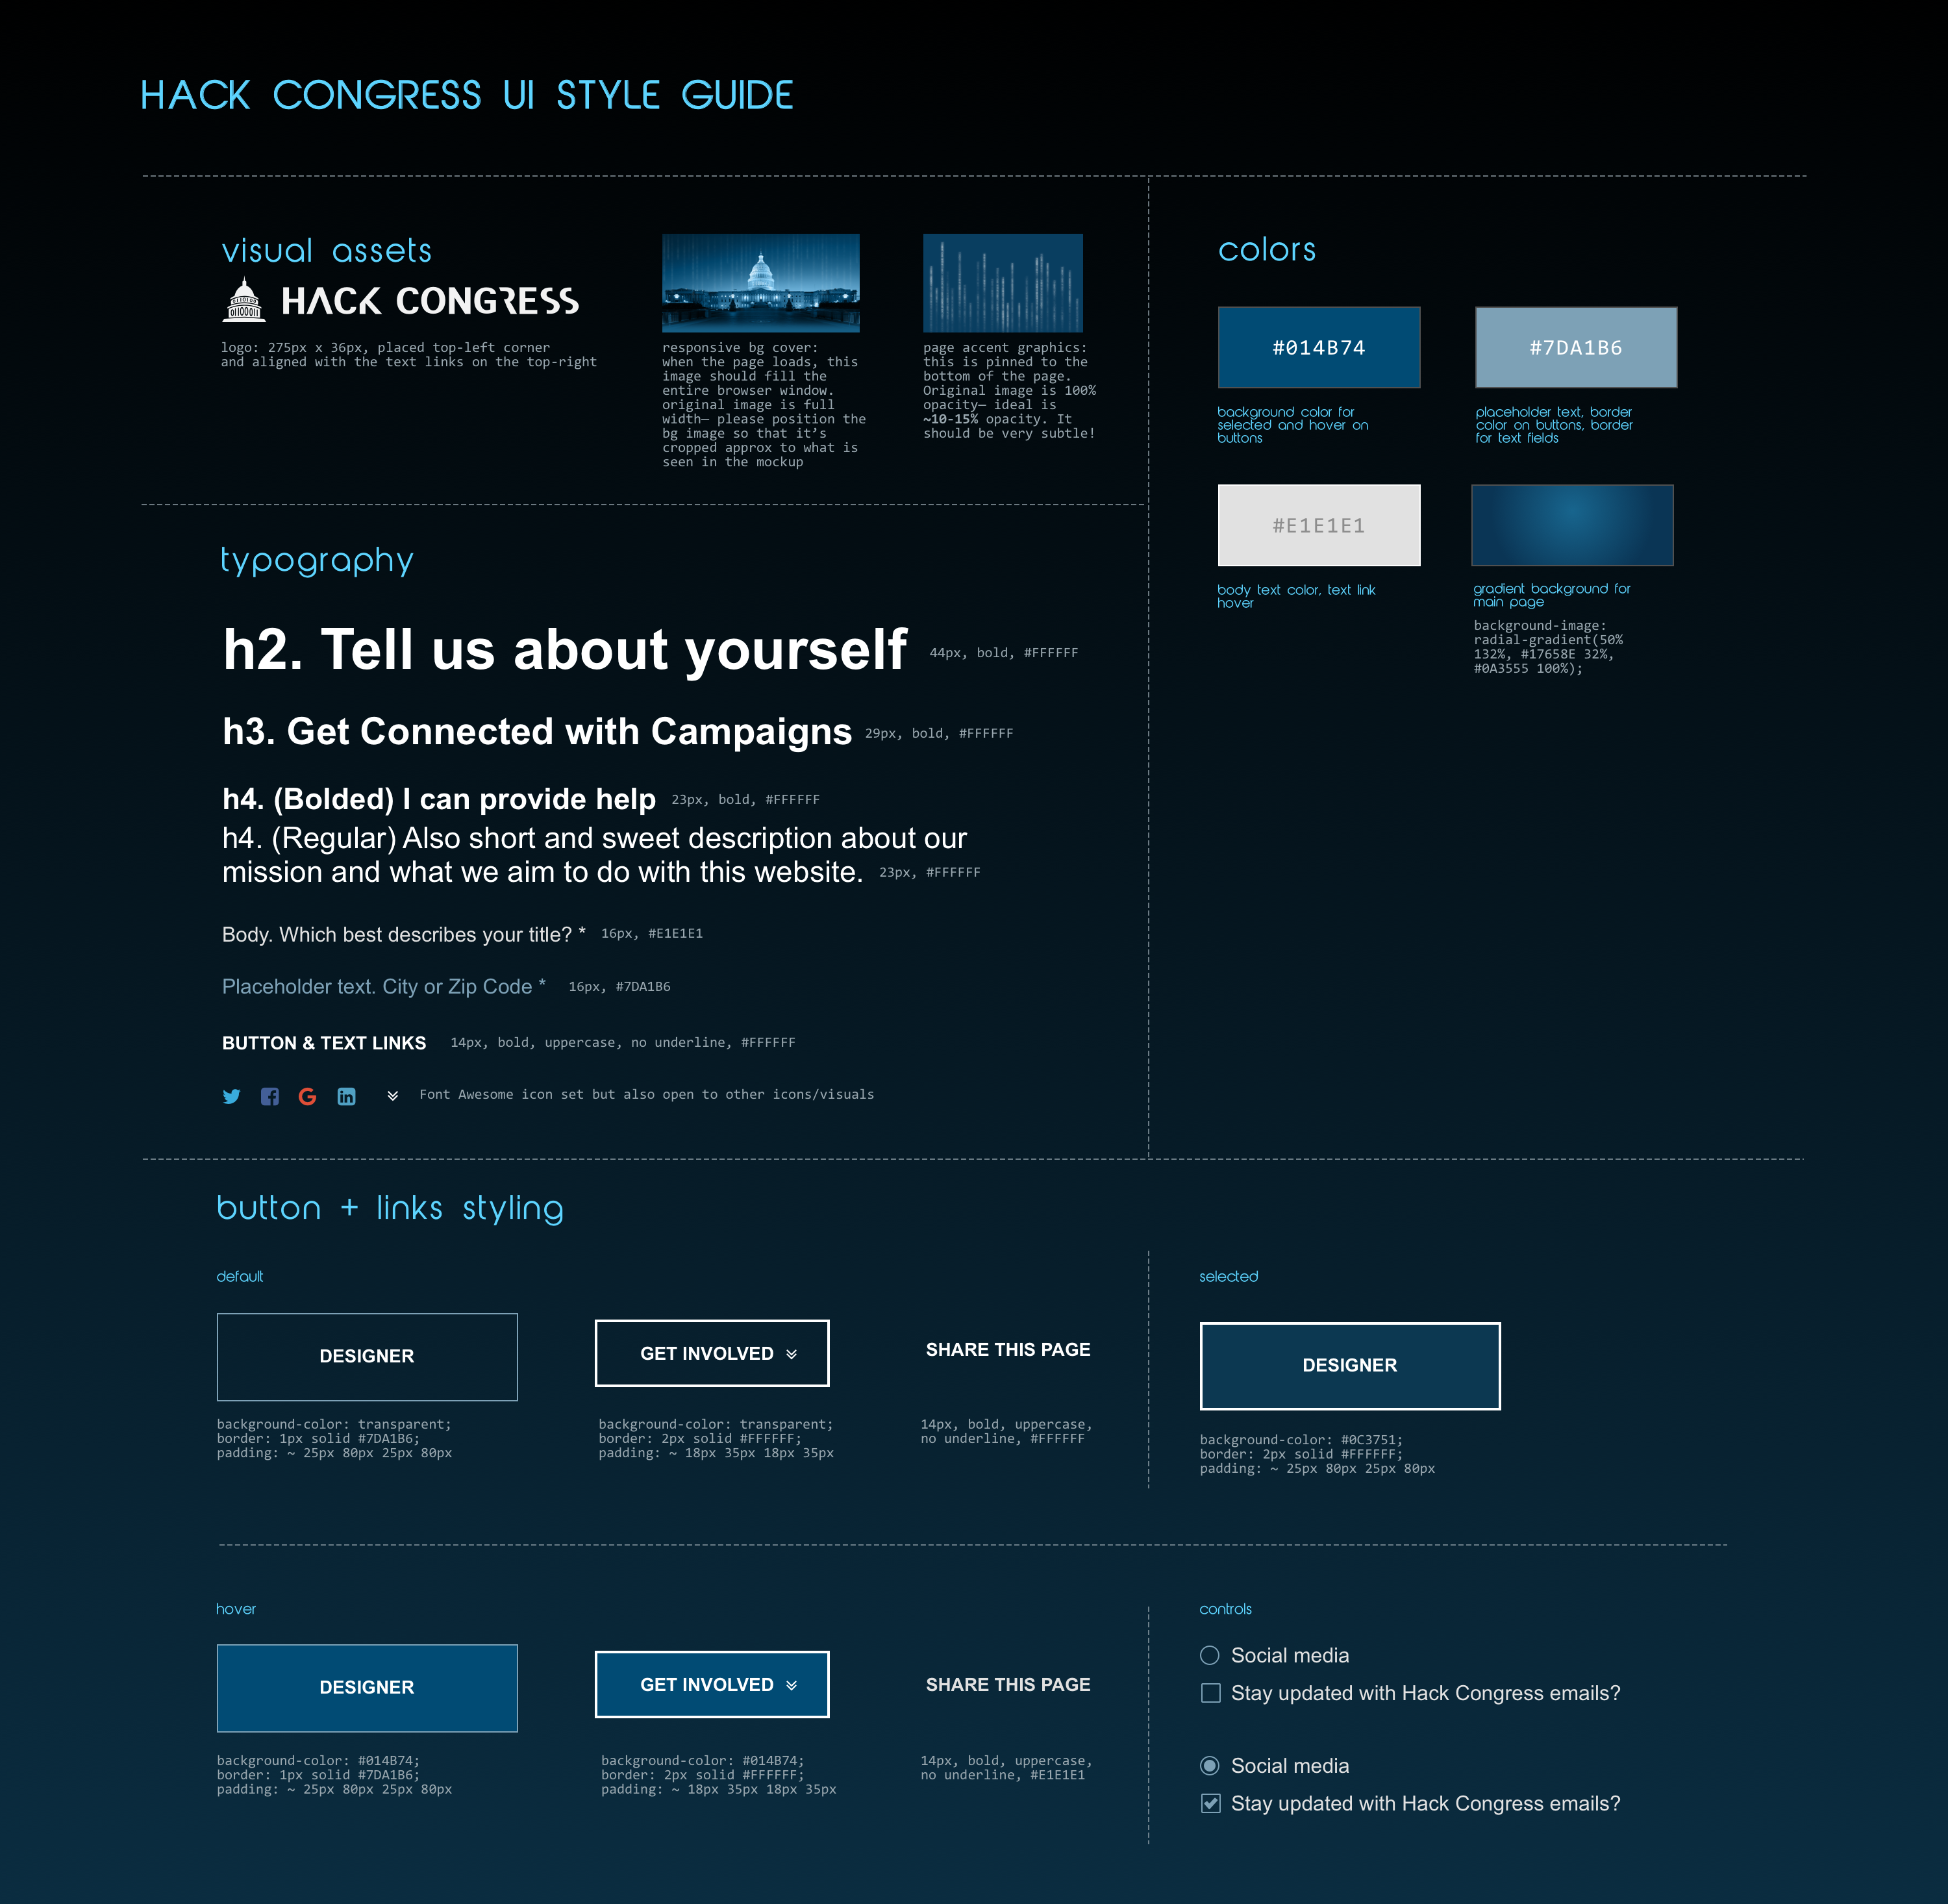 HACK CONGRESS UI STYLE GUIDE
visual assets
HACK CONGRESS
logo: 275px x 36px, placed top-left corner
and aligned with the text links on the top-right
responsive bg cover:
when the page loads, this
image should fill the
entire browser window.
original image is full
width— please position the
bg image so that it’s
cropped approx to what is
seen in the mockup
page accent graphics:
this is pinned to the
bottom of the page.
Original image is 100%
opacity— ideal is
~10-15% opacity. It
should be very subtle!
colors
#014B74
background color for
selected and hover on
buttons
#7DA1B6
placeholder text, border
color on buttons, border
for text fields
#E1E1E1
body text color, text link
hover
gradient background for
main page
background-image:
radial-gradient(50%
132%, #17658E 32%,
#0A3555 100%);
typography
h2. Tell us about yourself 44px, bold, #FFFFFF
h3. Get Connected with Campaigns 29px, bold, #FFFFFF
h4. (Bolded) I can provide help 23px, bold, #FFFFFF
h4. (Regular) Also short and sweet description about our
mission and what we aim to do with this website. 23px, #FFFFFF
Body. Which best describes your title? * 16px, #E1E1E1
Placeholder text. City or Zip Code * 16px, #7DA1B6
BUTTON & TEXT LINKS 14px, bold, uppercase, no underline, #FFFFFF
Font Awesome icon set but also open to other icons/visuals
button + links styling
default
DESIGNER
background-color: transparent;
border: 1px solid #7DA1B6;
padding: ~ 25px 80px 25px 80px
GET INVOLVED
background-color: transparent;
border: 2px solid #FFFFFF;
padding: ~ 18px 35px 18px 35px
SHARE THIS PAGE
14px, bold, uppercase,
no underline, #FFFFFF
selected
DESIGNER
background-color: #0C3751;
border: 2px solid #FFFFFF;
padding: ~ 25px 80px 25px 80px
hover
DESIGNER
background-color: #014B74;
border: 1px solid #7DA1B6;
padding: ~ 25px 80px 25px 80px
GET INVOLVED
background-color: #014B74;
border: 2px solid #FFFFFF;
padding: ~ 18px 35px 18px 35px
SHARE THIS PAGE
14px, bold, uppercase,
no underline, #E1E1E1
controls
Social media
Stay updated with Hack Congress emails?
Social media
Stay updated with Hack Congress emails?